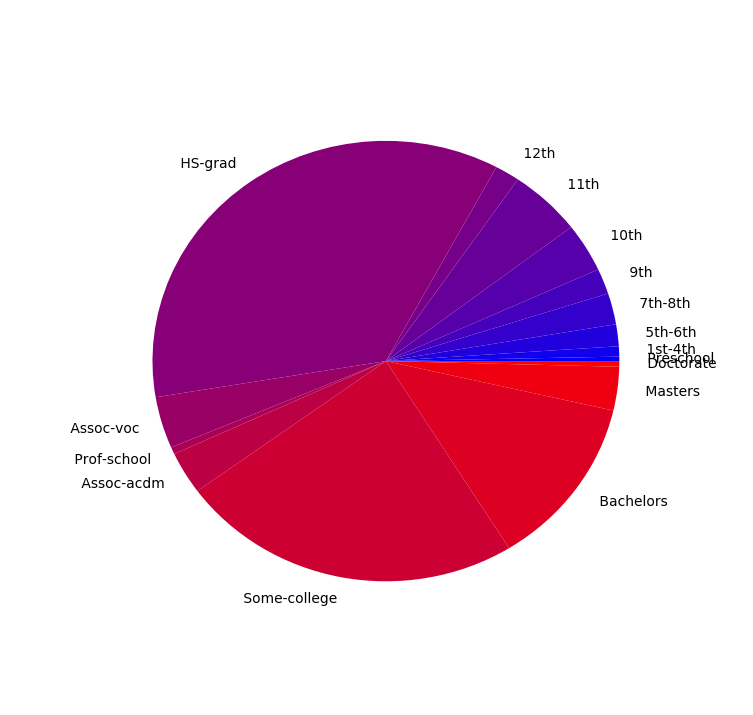 12th
HS-grad
11th
10th
9th
7th-8th
5th-6th
1st-4th
Preschool
Doctorate
Masters
Assoc-voc
Prof-school
Assoc-acdm
Bachelors
Some-college